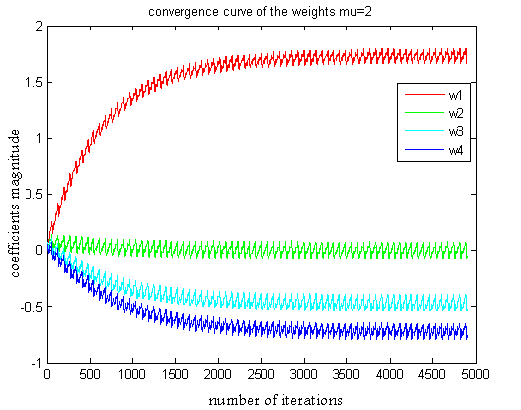 convergence curve of the weights mu=2
2
1.5
1
0.5
0
-0.5
-1
coefficients magnitude
w1
w2
w3
w4
0 500 1000 1500 2000 2500 3000 3500 4000 4500 5000
number of iterations